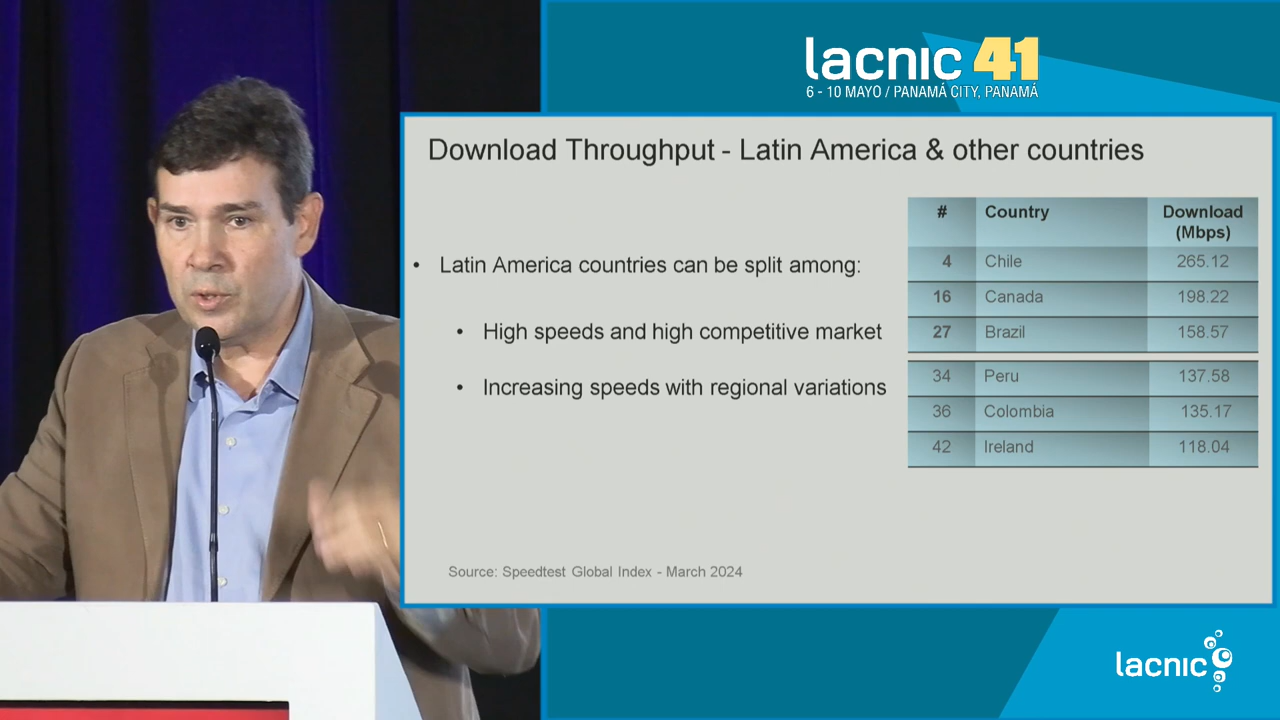 lacnic 41
6 - 10 MAYO / PANAMÁ CITY, PANAMÁ
Download Throughput - Latin America & other countries
• Latin America countries can be split among:
• High speeds and high competitive market
• Increasing speeds with regional variations
# Country Download (Mbps)
4 Chile 265.12
16 Canada 198.22
27 Brazil 158.57
34 Peru 137.58
36 Colombia 135.17
42 Ireland 118.04
Source: Speedtest Global Index - March 2024
lacnic